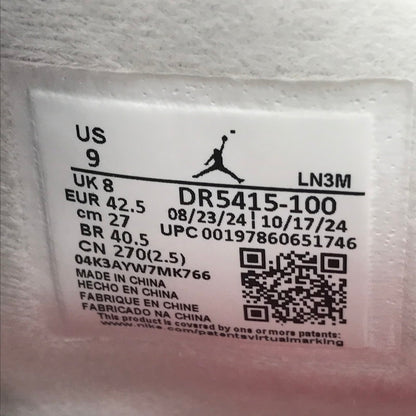 US
9
LN3M
UK 8
EUR 42.5
cm 27
BR 40.5
CN 270(2.5)
04K3AYW7MK766
DR5415-100
08/23/24 | 10/17/24
UPC 00197860651746
MADE IN CHINA
HECHO EN CHINA
FABRIQUE EN CHINE
FABRICADO NA CHINA
This product is covered by one or more patents.
www.nike.com/patentsvirtualmarking